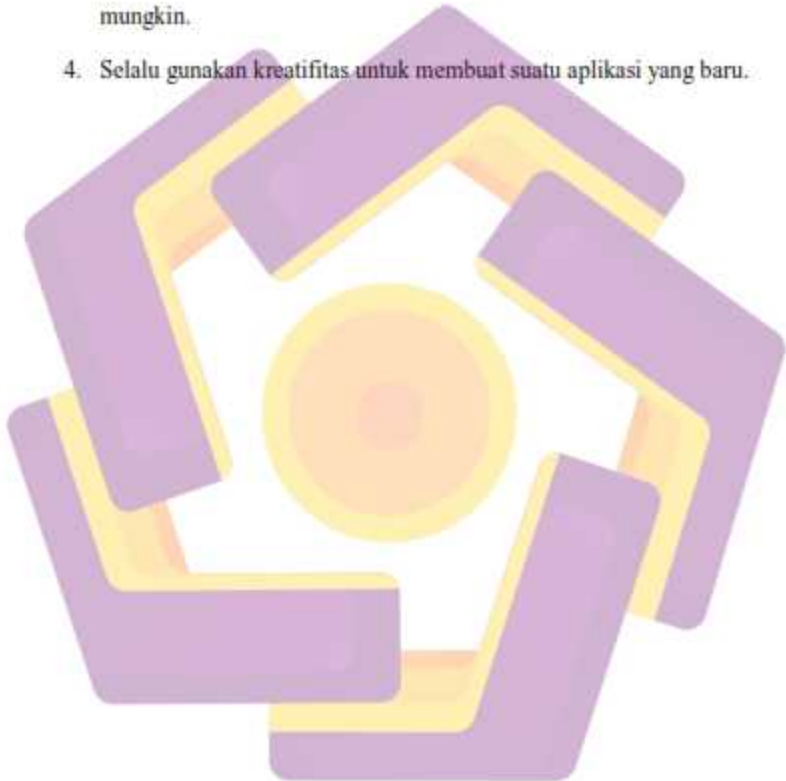 mungkin.
4. Selalu gunakan kreatifitas untuk membuat suatu aplikasi yang baru.